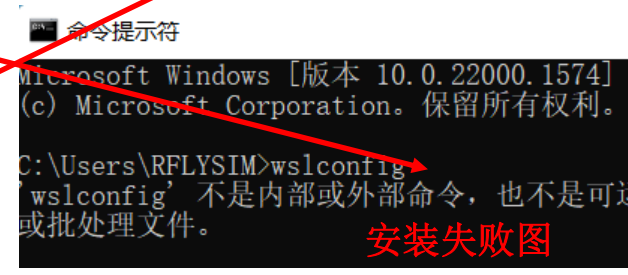 命令提示符
Microsoft Windows [版本 10.0.22000.1574]
(c) Microsoft Corporation。保留所有权利。
C:\Users\RFLYSIM>wslconfig
'wslconfig' 不是内部或外部命令，也不是可
或批处理文件。
安装失败图